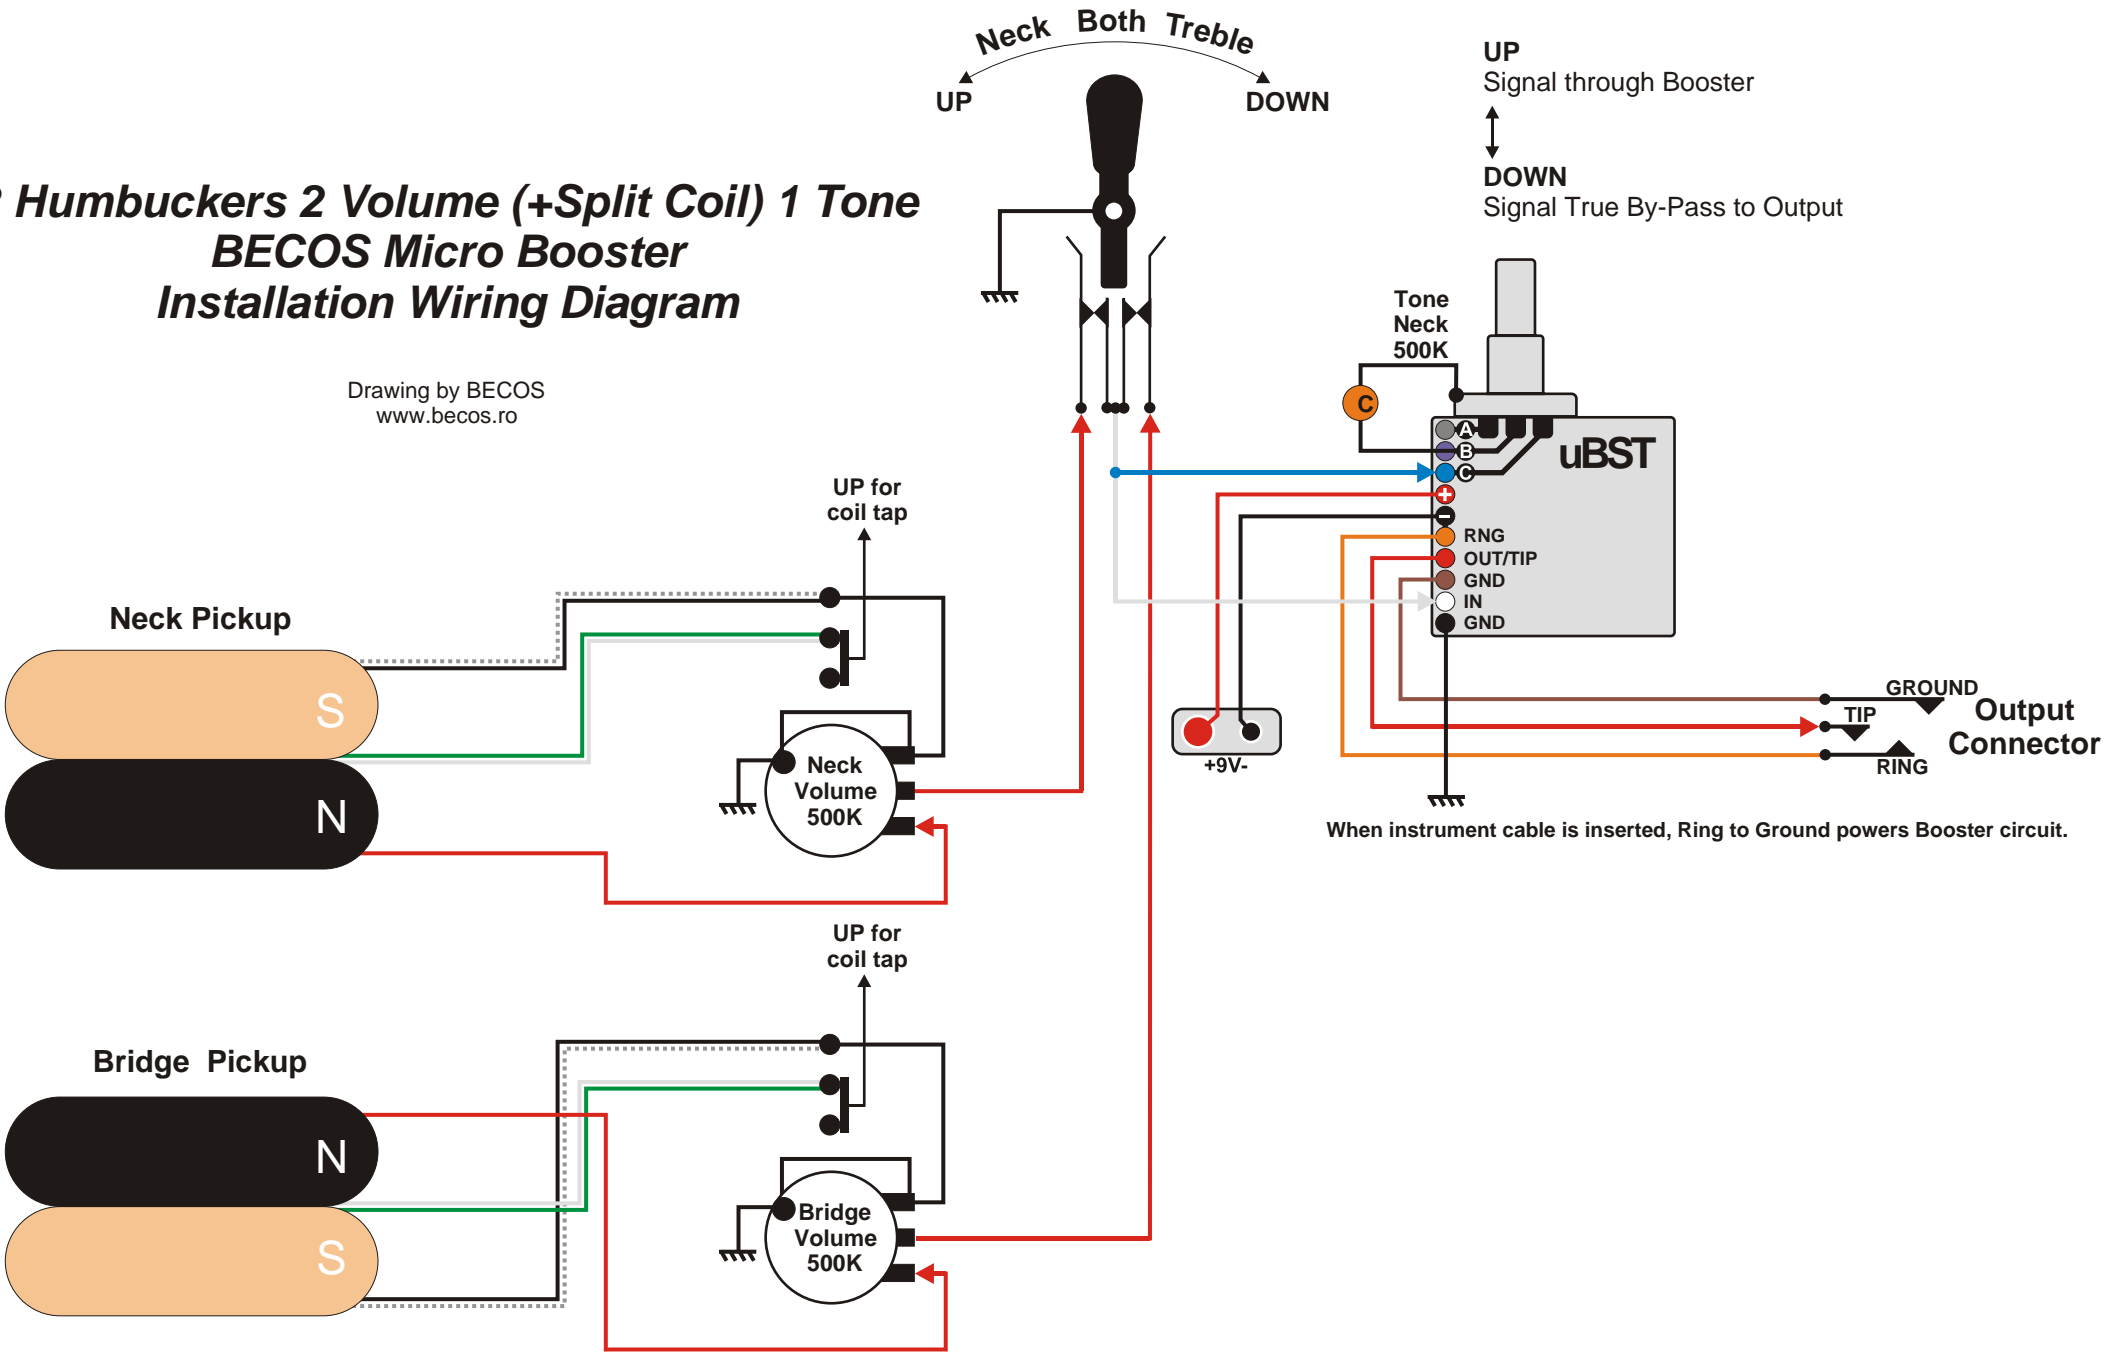 Neck Both Treble
UP
DOWN
UP
Signal through Booster
DOWN
Signal True By-Pass to Output
Humbuckers 2 Volume (+Split Coil) 1 Tone
BECOS Micro Booster
Installation Wiring Diagram
Drawing by BECOS
www.becos.ro
Tone
Neck
500K
C
A
B
C
uBST
+
-
RNG
OUT/TIP
GND
IN
GND
UP for
coil tap
Neck Pickup
S
N
Neck
Volume
500K
+9V-
GROUND
TIP
RING
Output
Connector
When instrument cable is inserted, Ring to Ground powers Booster circuit.
UP for
coil tap
Bridge Pickup
N
S
Bridge
Volume
500K